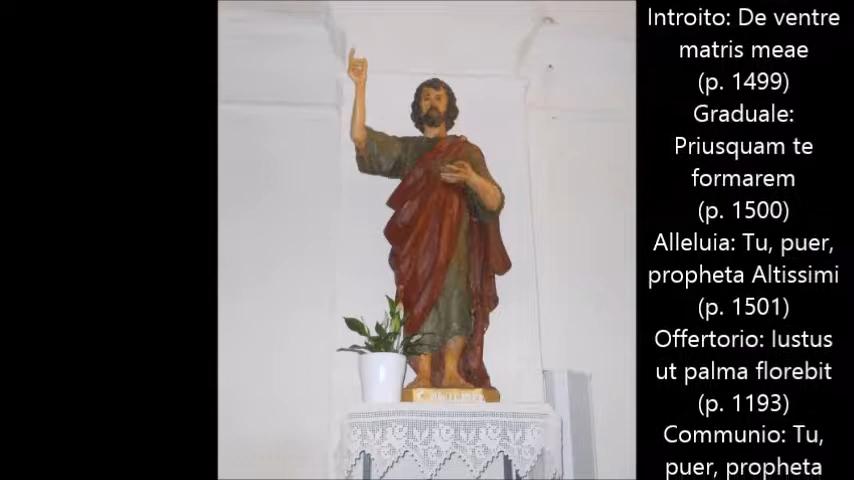 Introito: De ventre
matris meae
(p. 1499)
Graduale:
Priusquam te
formarem
(p. 1500)
Alleluia: Tu, puer,
propheta Altissimi
(p. 1501)
Offertorio: Iustus
ut palma florebit
(p. 1193)
Communio: Tu,
puer, propheta